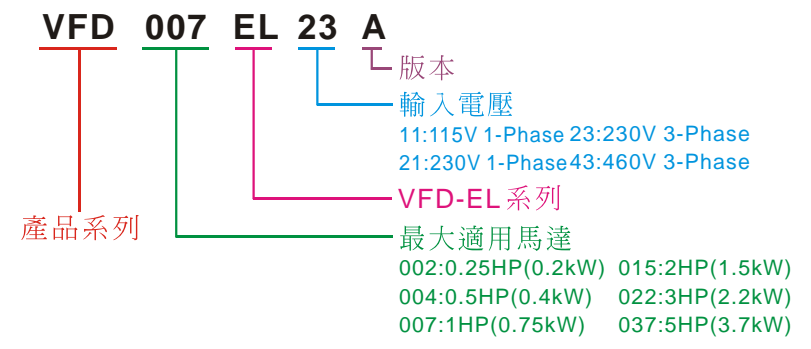 VFD 007 EL 23 A
版本
輸入電壓
11:115V 1-Phase 23:230V 3-Phase
21:230V 1-Phase 43:460V 3-Phase
VFD-EL系列
產品系列
最大適用馬達
002:0.25HP(0.2kW) 015:2HP(1.5kW)
004:0.5HP(0.4kW) 022:3HP(2.2kW)
007:1HP(0.75kW) 037:5HP(3.7kW)